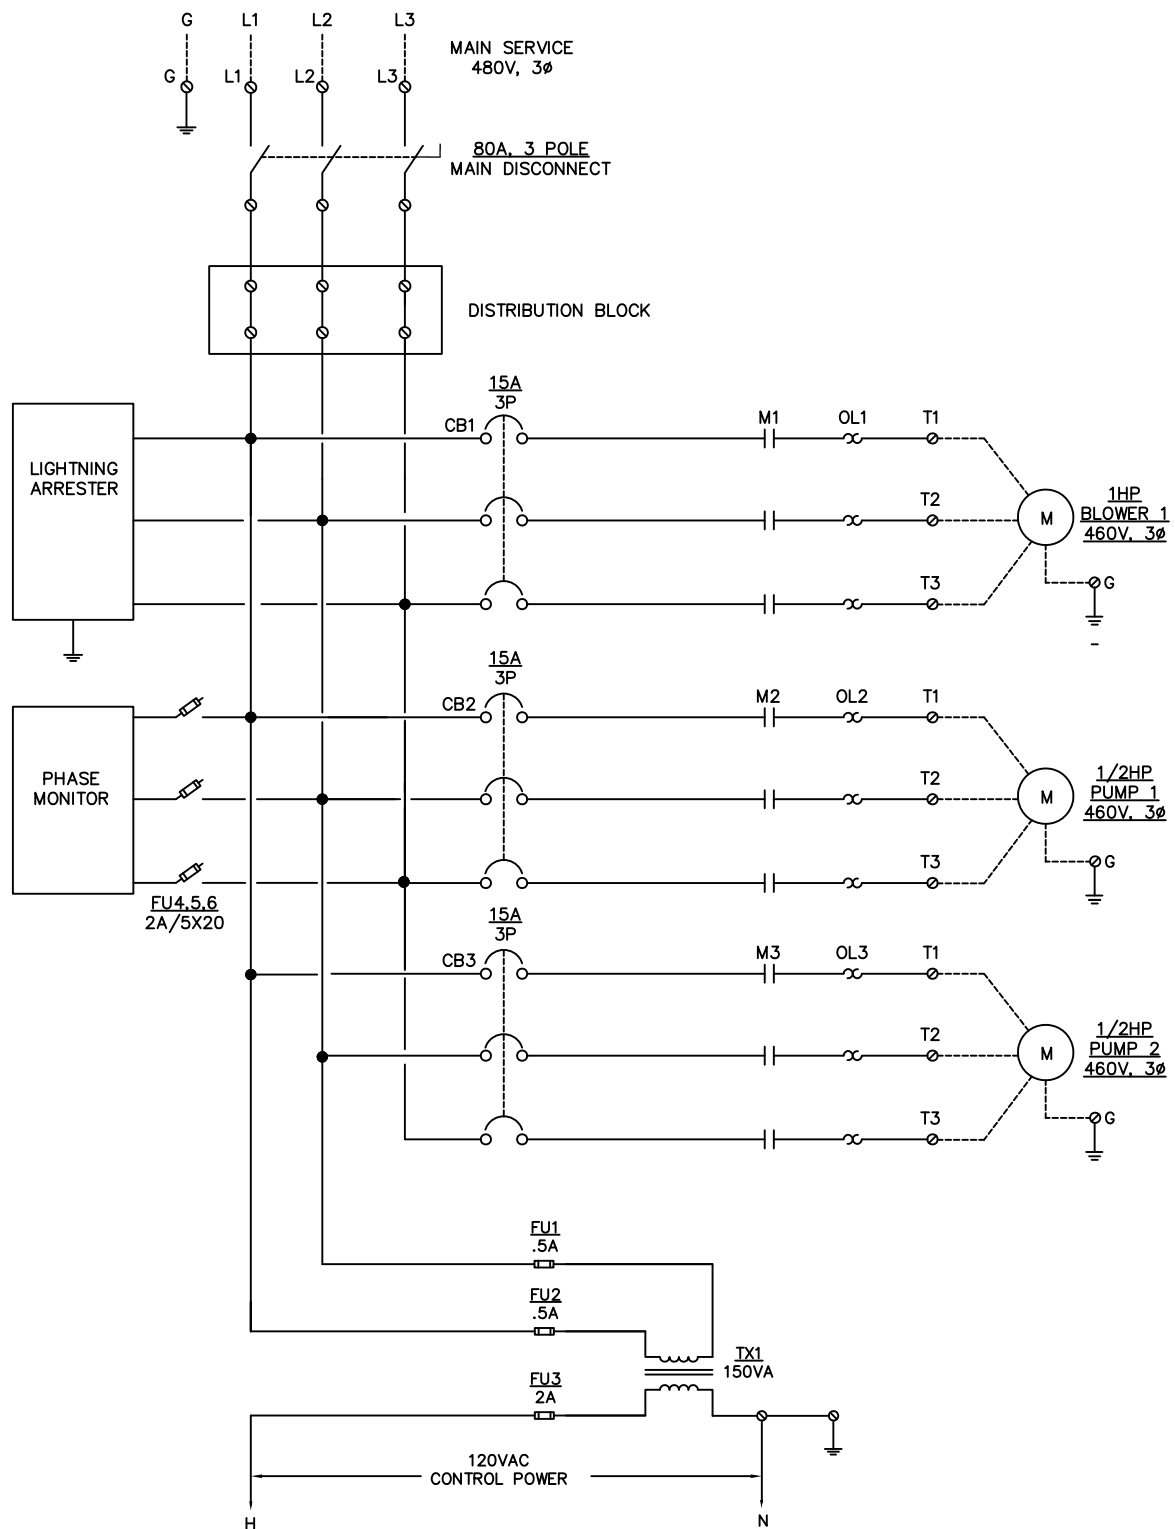 G L1 L2 L3
MAIN SERVICE
480V, 3ø
G L1 L2 L3
80A, 3 POLE
MAIN DISCONNECT
DISTRIBUTION BLOCK
15A
3P
CB1 M1 OL1 T1
LIGHTNING
ARRESTER
T2
1HP
BLOWER 1
460V, 3ø
M
T3
G
15A
3P
CB2 M2 OL2 T1
PHASE
MONITOR
T2
1/2HP
PUMP 1
460V, 3ø
M
T3
G
FU4,5,6
2A/5X20
15A
3P
CB3 M3 OL3 T1
T2
1/2HP
PUMP 2
460V, 3ø
M
T3
G
FU1
.5A
FU2
.5A
TX1
150VA
FU3
2A
120VAC
CONTROL POWER
H N